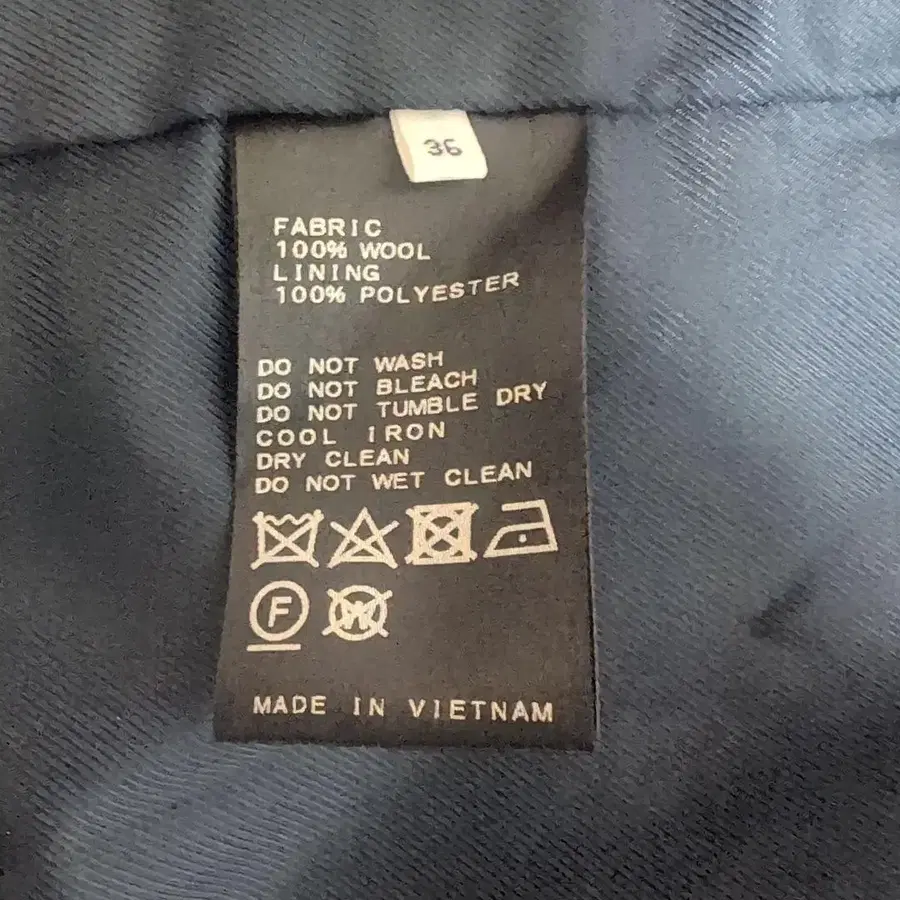 36
FABRIC
100% WOOL
LINING
100% POLYESTER
DO NOT WASH
DO NOT BLEACH
DO NOT TUMBLE DRY
COOL IRON
DRY CLEAN
DO NOT WET CLEAN
F W
MADE IN VIETNAM